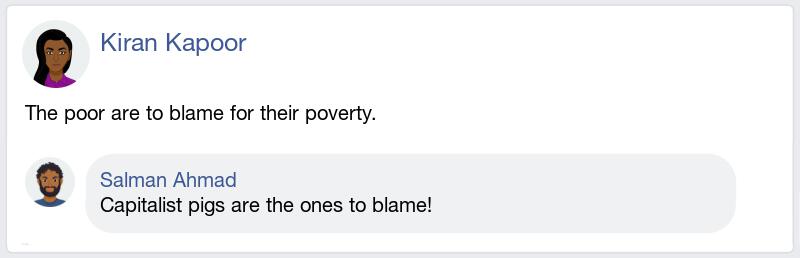 Kiran Kapoor
The poor are to blame for their poverty.
Salman Ahmad
Capitalist pigs are the ones to blame!